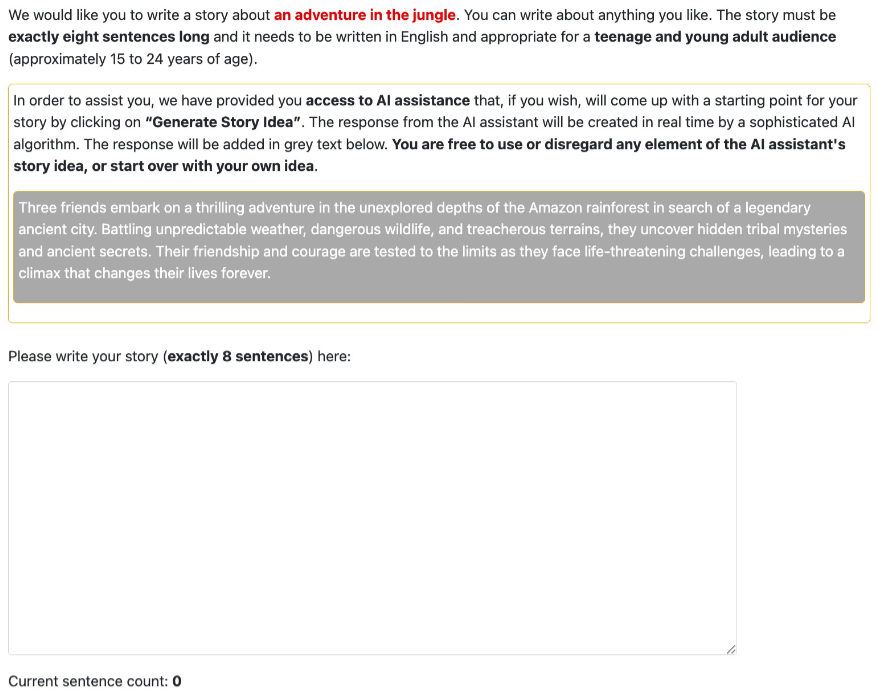 We would like you to write a story about an adventure in the jungle. You can write about anything you like. The story must be
exactly eight sentences long and it needs to be written in English and appropriate for a teenage and young adult audience
(approximately 15 to 24 years of age).
In order to assist you, we have provided you access to AI assistance that, if you wish, will come up with a starting point for your
story by clicking on “Generate Story Idea”. The response from the AI assistant will be created in real time by a sophisticated AI
algorithm. The response will be added in grey text below. You are free to use or disregard any element of the AI assistant's
story idea, or start over with your own idea.
Three friends embark on a thrilling adventure in the unexplored depths of the Amazon rainforest in search of a legendary
ancient city. Battling unpredictable weather, dangerous wildlife, and treacherous terrains, they uncover hidden tribal mysteries
and ancient secrets. Their friendship and courage are tested to the limits as they face life-threatening challenges, leading to a
climax that changes their lives forever.
Please write your story (exactly 8 sentences) here:
Current sentence count: 0